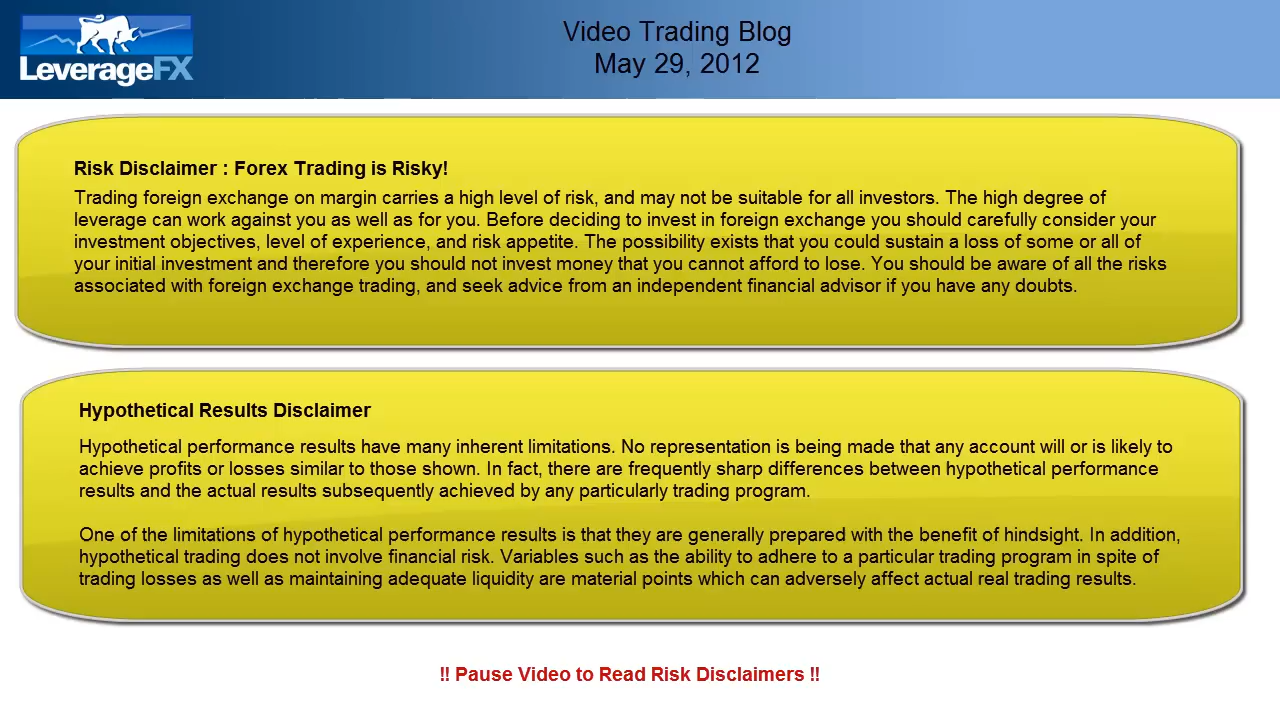 LeverageFX
Video Trading Blog
May 29, 2012
Risk Disclaimer : Forex Trading is Risky!
Trading foreign exchange on margin carries a high level of risk, and may not be suitable for all investors. The high degree of
leverage can work against you as well as for you. Before deciding to invest in foreign exchange you should carefully consider your
investment objectives, level of experience, and risk appetite. The possibility exists that you could sustain a loss of some or all of
your initial investment and therefore you should not invest money that you cannot afford to lose. You should be aware of all the risks
associated with foreign exchange trading, and seek advice from an independent financial advisor if you have any doubts.
Hypothetical Results Disclaimer
Hypothetical performance results have many inherent limitations. No representation is being made that any account will or is likely to
achieve profits or losses similar to those shown. In fact, there are frequently sharp differences between hypothetical performance
results and the actual results subsequently achieved by any particularly trading program.
One of the limitations of hypothetical performance results is that they are generally prepared with the benefit of hindsight. In addition,
hypothetical trading does not involve financial risk. Variables such as the ability to adhere to a particular trading program in spite of
trading losses as well as maintaining adequate liquidity are material points which can adversely affect actual real trading results.
!! Pause Video to Read Risk Disclaimers !!